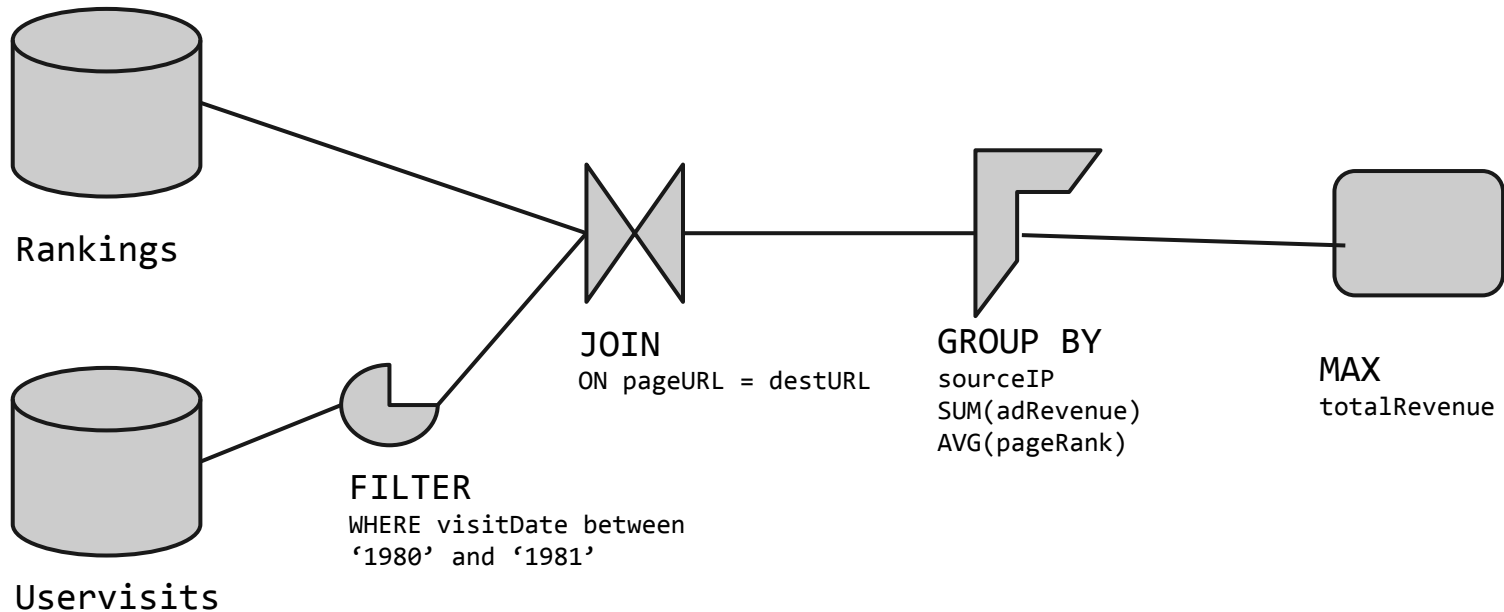 Rankings
JOIN
ON pageURL = destURL
GROUP BY
sourceIP
SUM(adRevenue)
AVG(pageRank)
MAX
totalRevenue
FILTER
WHERE visitDate between
‘1980’ and ‘1981’
Uservisits